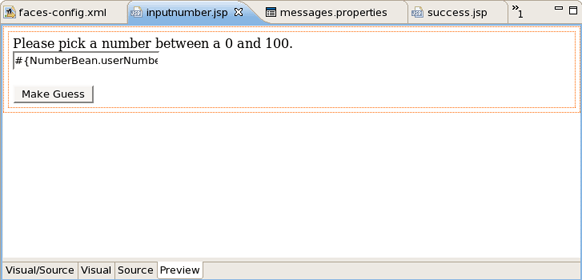 faces-config.xml inputnumber.jsp messages.properties success.jsp »1
Please pick a number between a 0 and 100.
#{NumberBean.userNumbe
Make Guess
Visual/Source Visual Source Preview